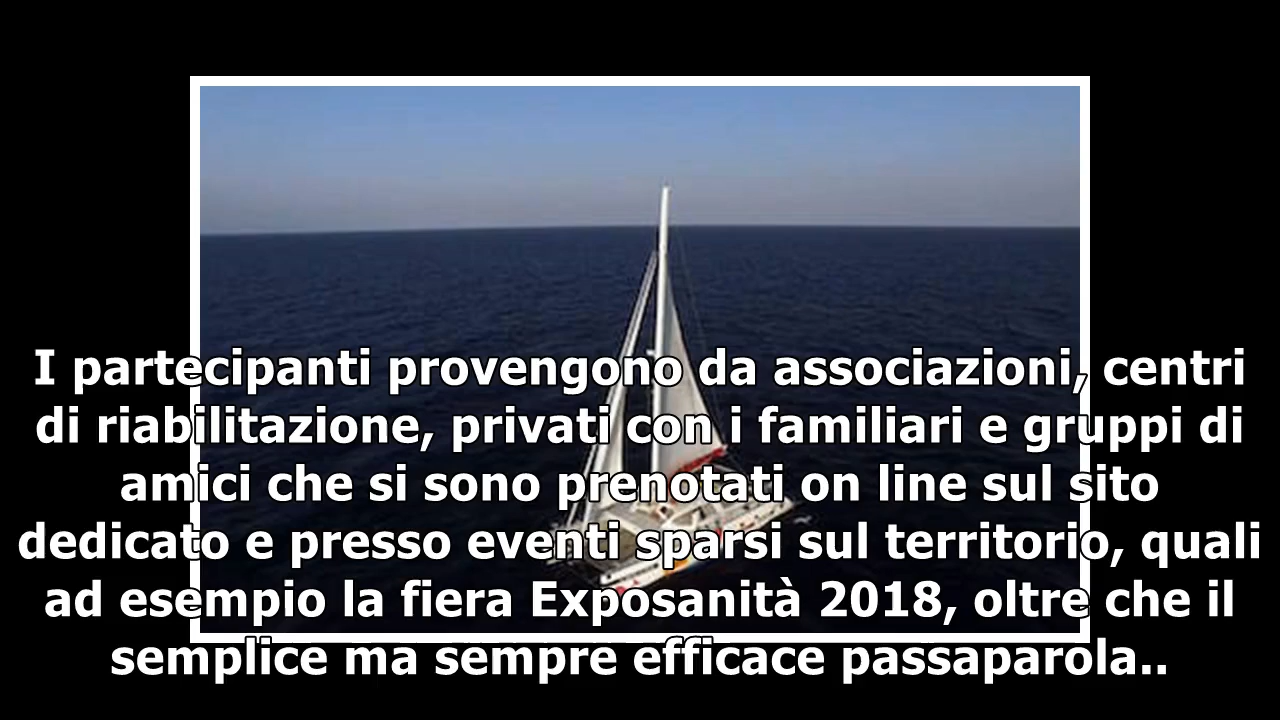 I partecipanti provengono da associazioni, centri
di riabilitazione, privati con i familiari e gruppi di
amici che si sono prenotati on line sul sito
dedicato e presso eventi sparsi sul territorio, quali
ad esempio la fiera Exposanità 2018, oltre che il
semplice ma sempre efficace passaparola..